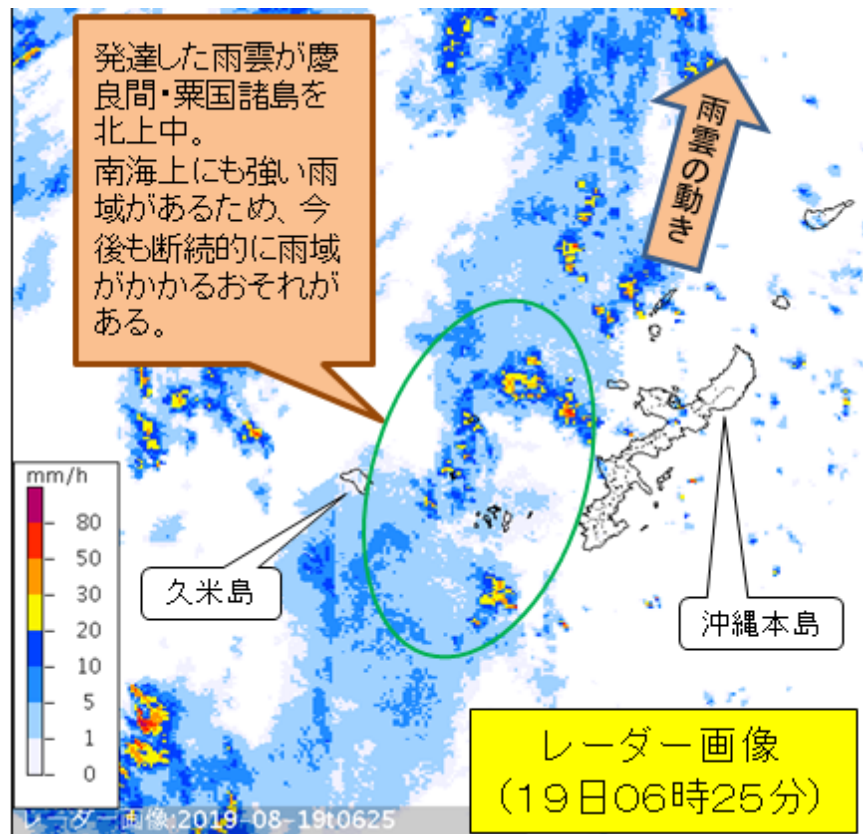 発達した雨雲が慶
良間・粟国諸島を
北上中。
南海上にも強い雨
域があるため、今
後も断続的に雨域
がかかるおそれが
ある。
雨雲の動き
mm/h
80
50
30
20
10
5
1
0
久米島
沖縄本島
レーダー画像
(19日06時25分)
レーダー画像:2019-08-19t0625